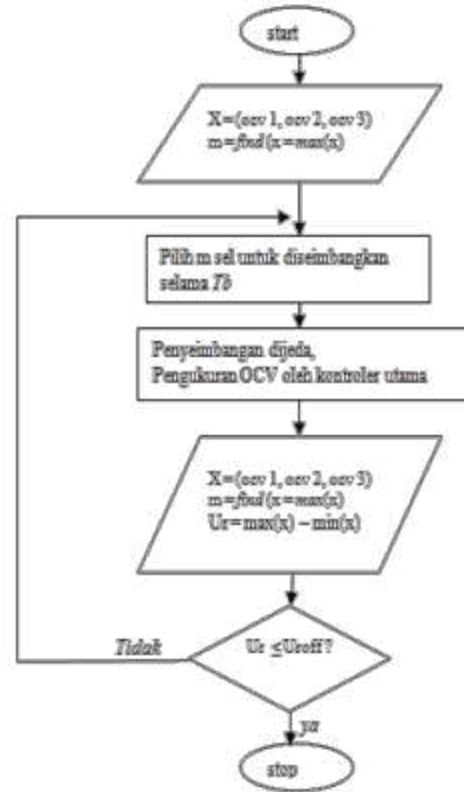 start
X=(ocv 1, ocv 2, ocv 3)
m=find(x=max(x)
Pilih m sel untuk diseimbangkan
selama Tb
Penyeimbangan dijeda,
Pengukuran OCV oleh kontroler utama
X=(ocv 1, ocv 2, ocv 3)
m=find(x=max(x)
Ur=max(x) – min(x)
Ur ≤Uroff?
Tidak
ya
stop